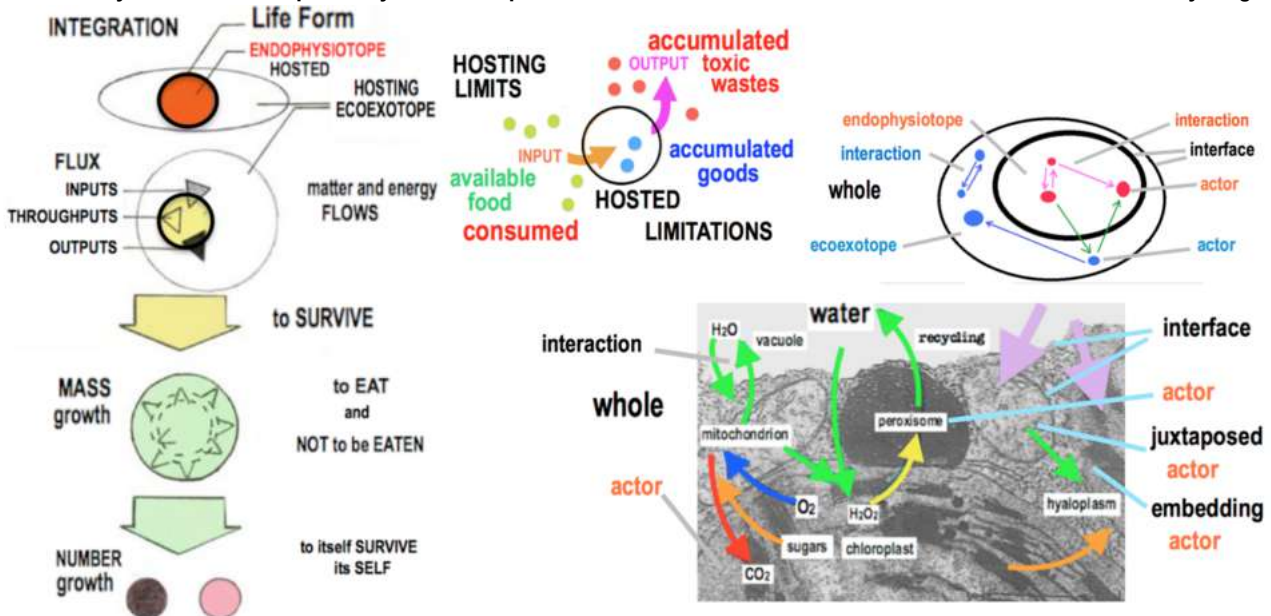 INTEGRATION
Life Form
ENDOPHYSIOTOPE
HOSTED
HOSTING
ECOEXOTOPE
FLUX
INPUTS
THROUGHPUTS
OUTPUTS
matter and energy
FLOWS
to SURVIVE
MASS
growth
to EAT
and
NOT to be EATEN
NUMBER
growth
to itself SURVIVE
its SELF
HOSTING
LIMITS
accumulated
OUTPUT toxic
wastes
INPUT
available
food
consumed
accumulated
goods
HOSTED
LIMITATIONS
endophysiotope
interaction
interaction
interface
whole
actor
ecoexotope
actor
interaction
whole
actor
H2O
vacuole
water
recycling
mitochondrion
peroxisome
O2
H2O2
hyaloplasm
sugars
chloroplast
CO2
interface
actor
juxtaposed
actor
embedding
actor